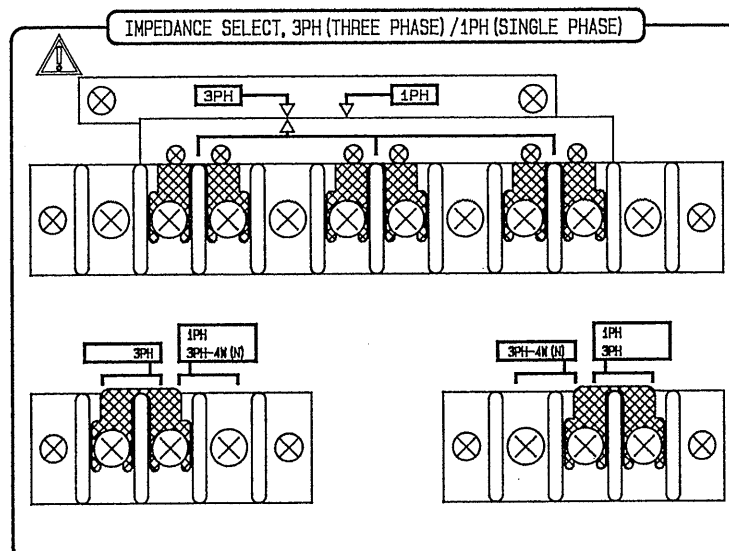 IMPEDANCE SELECT, 3PH (THREE PHASE) /1PH (SINGLE PHASE)
3PH
1PH
3PH
1PH
3PH-4W (N)
3PH-4W (N)
1PH
3PH